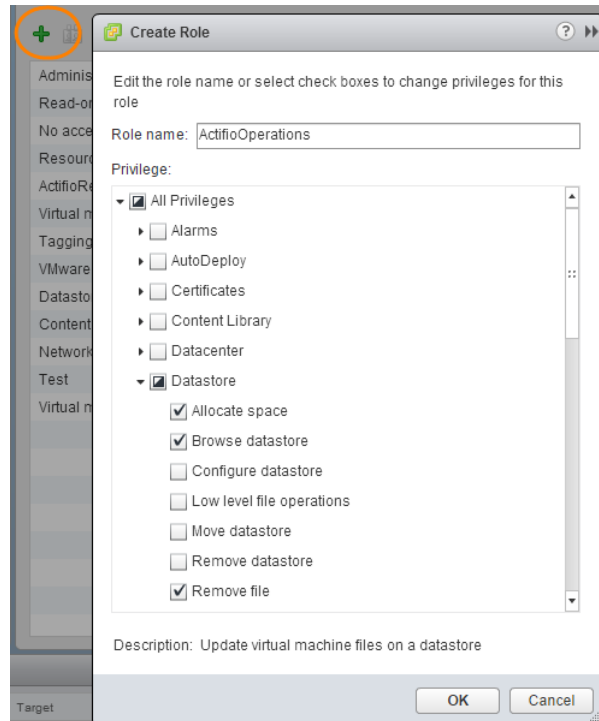 Create Role
?
Edit the role name or select check boxes to change privileges for this
role
Role name: ActifioOperations
Privilege:
All Privileges
Alarms
AutoDeploy
Certificates
Content Library
Datacenter
Datastore
Allocate space
Browse datastore
Configure datastore
Low level file operations
Move datastore
Remove datastore
Remove file
Description: Update virtual machine files on a datastore
OK Cancel
Adminis
Read-or
No acce
Resourc
ActifioRe
Virtual m
Tagging
VMware
Datasto
Content
Network
Test
Virtual m
Target